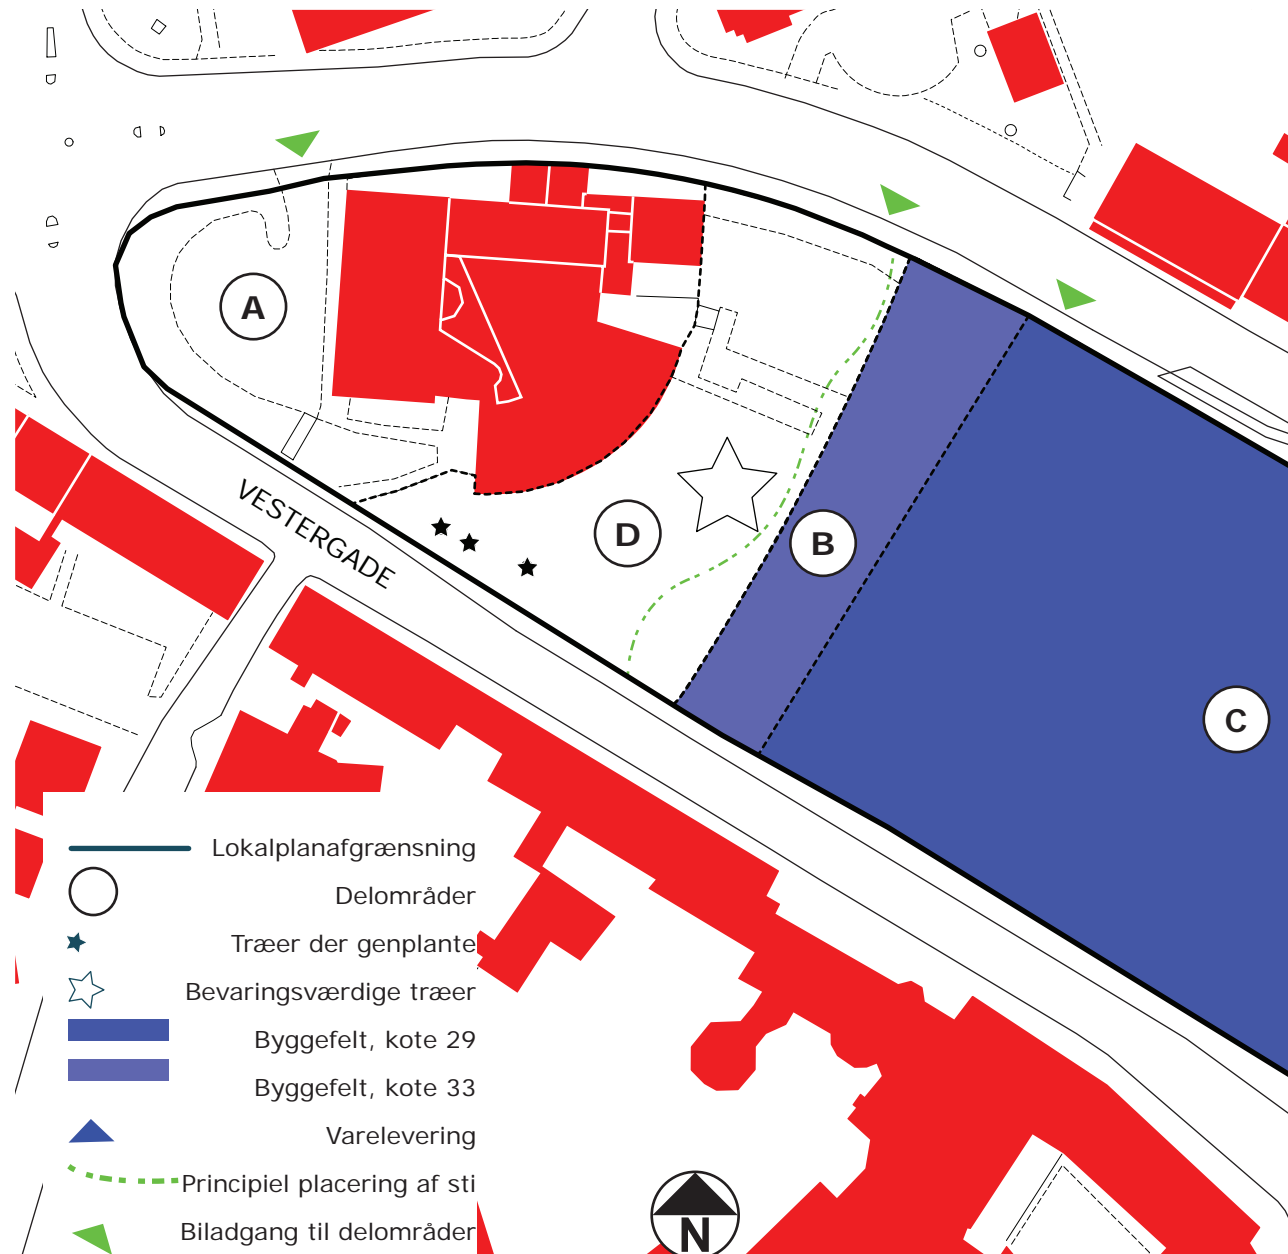 A
VESTERGADE
D
B
C
Lokalplanafgrænsning
Delområder
Træer der genplante
Bevaringsværdige træer
Byggefelt, kote 29
Byggefelt, kote 33
Varelevering
Principiel placering af sti
Biladgang til delområder
N